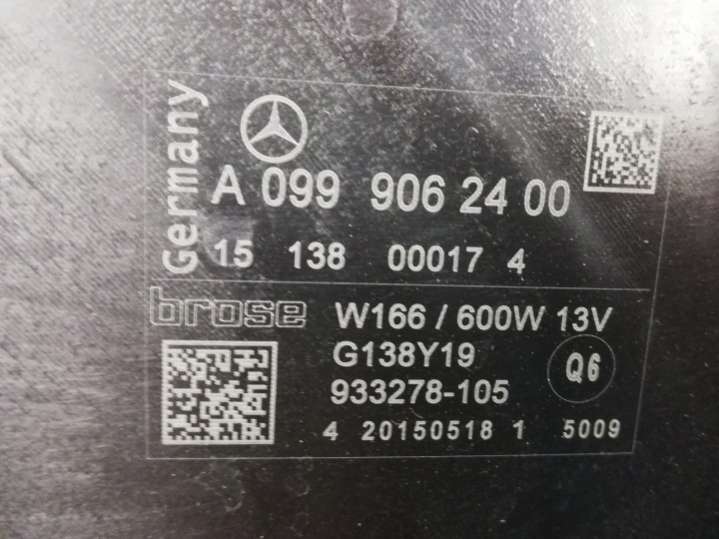 Germany
A 099 906 24 00
15 138 00017 4
brose W166 / 600W 13V
G138Y19
Q6
933278-105
4 20150518 1 5009